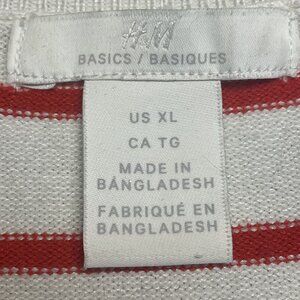 H&M
BASICS / BASIQUES
US XL
CA TG
MADE IN
BANGLADESH
FABRIQUÉ EN
BANGLADESH